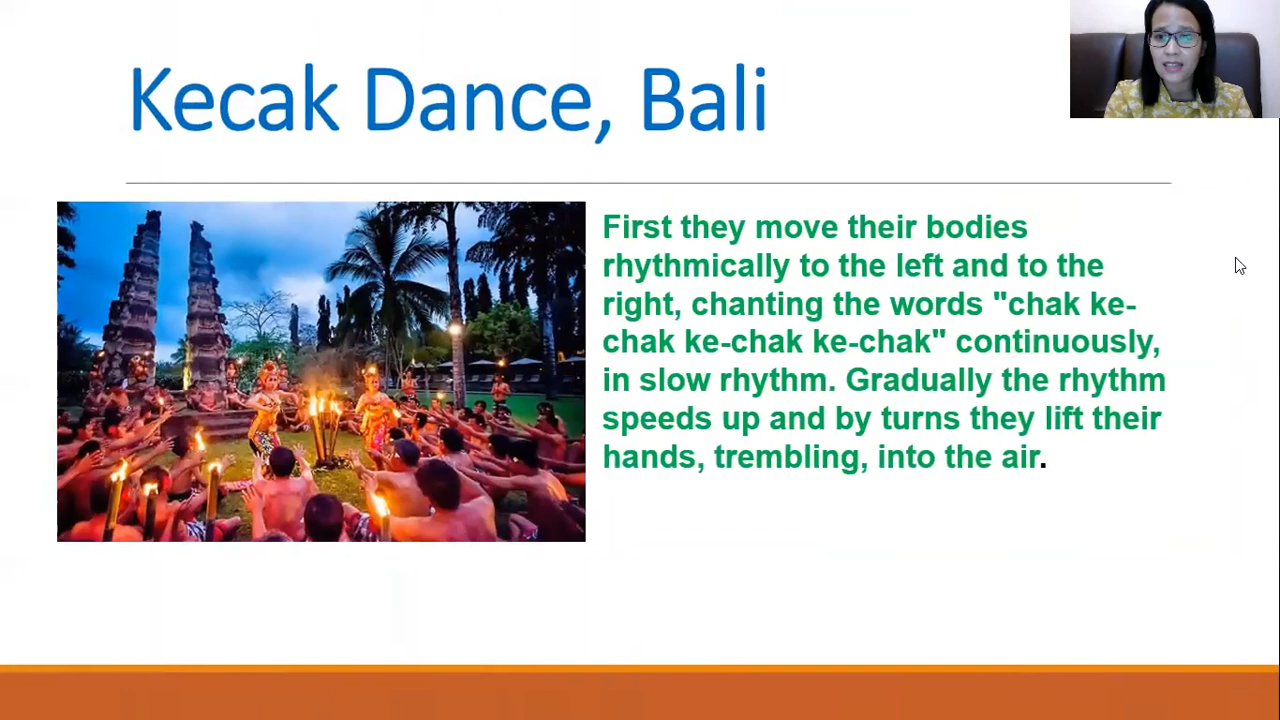 Kecak Dance, Bali
First they move their bodies
rhythmically to the left and to the
right, chanting the words "chak ke-
chak ke-chak ke-chak" continuously,
in slow rhythm. Gradually the rhythm
speeds up and by turns they lift their
hands, trembling, into the air.